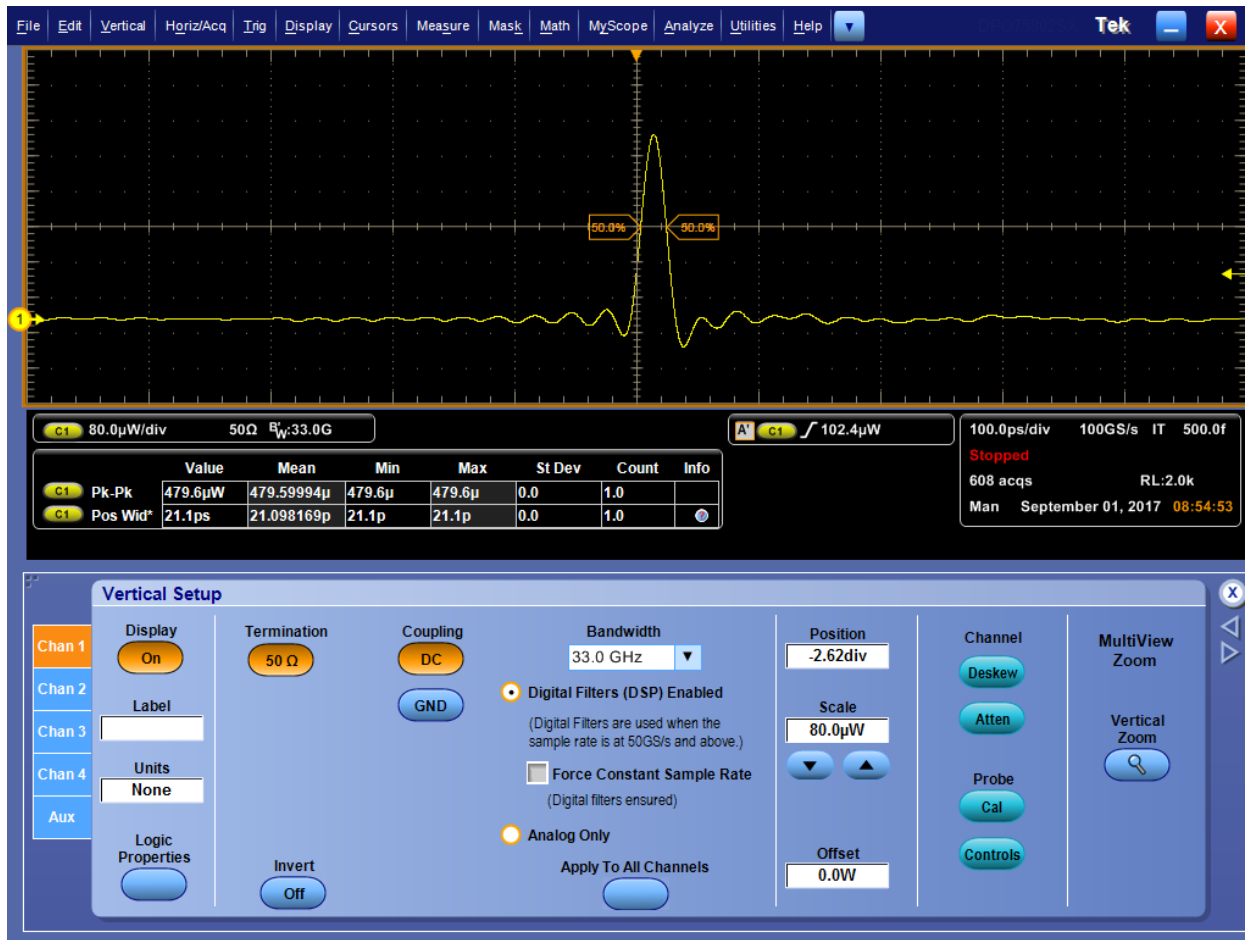 File Edit Vertical Horiz/Acq Trig Display Cursors Measure Mask Math MyScope Analyze Utilities Help Tek X
50.0% 50.0%
1
C1 80.0µW/div 50Ω BW:33.0G
A' C1 102.4µW
100.0ps/div 100GS/s IT 500.0f
Stopped
608 acqs RL:2.0k
Man September 01, 2017 08:54:53
Value Mean Min Max St Dev Count Info
C1 Pk-Pk 479.6µW 479.59994µ 479.6µ 479.6µ 0.0 1.0
C1 Pos Wid* 21.1ps 21.098169p 21.1p 21.1p 0.0 1.0
Vertical Setup
X
Chan 1
Chan 2
Chan 3
Chan 4
Aux
Display
On
Label
Units
None
Logic
Properties
Termination
50 Ω
Invert
Off
Coupling
DC
GND
Bandwidth
33.0 GHz
Digital Filters (DSP) Enabled
(Digital Filters are used when the
sample rate is at 50GS/s and above.)
Force Constant Sample Rate
(Digital filters ensured)
Analog Only
Apply To All Channels
Position
-2.62div
Scale
80.0µW
Offset
0.0W
Channel
Deskew
Atten
Probe
Cal
Controls
MultiView
Zoom
Vertical
Zoom